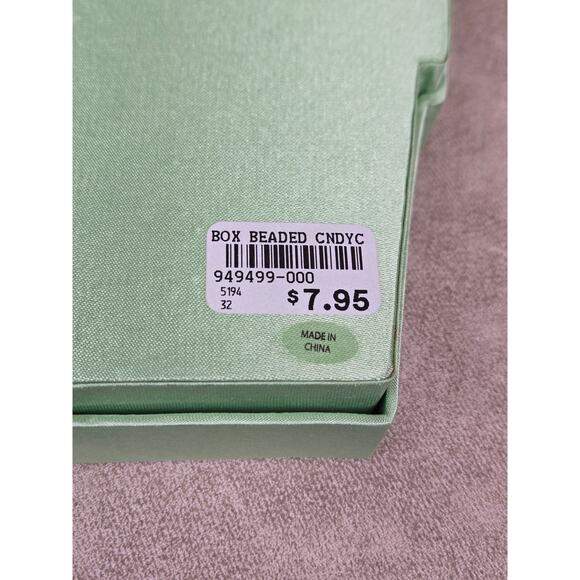 BOX BEADED CNDYC
949499-000
5194
32
$7.95
MADE IN
CHINA